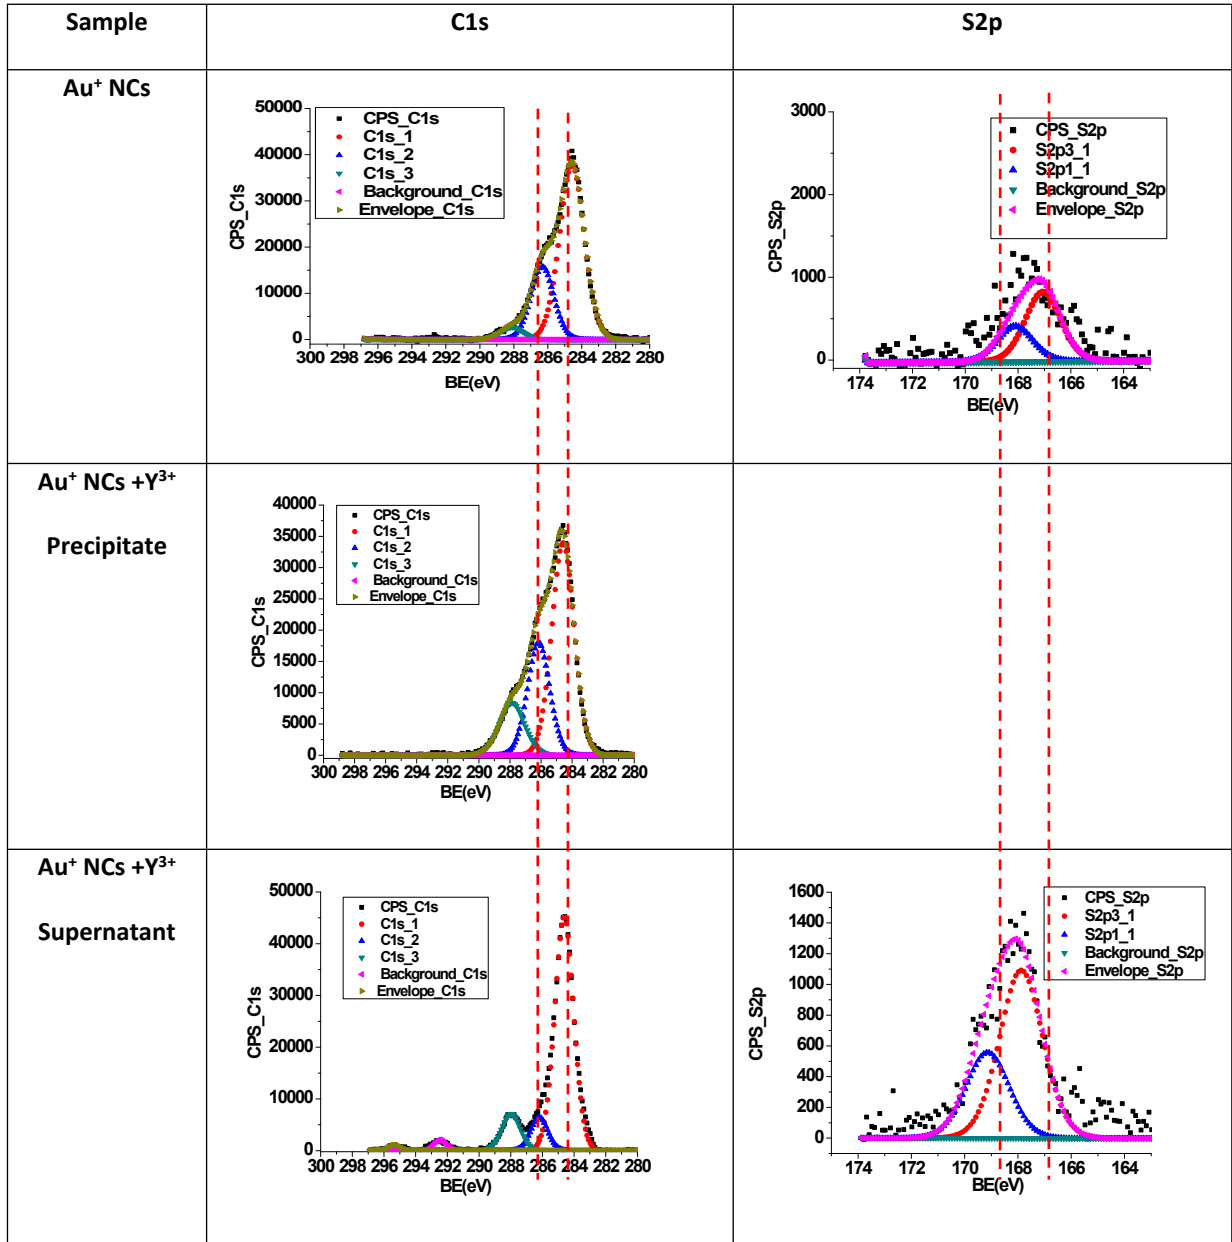 Sample
C1s
S2p
Au⁺ NCs
50000
40000
30000
20000
10000
0
CPS_C1s
CPS_C1s
C1s_1
C1s_2
C1s_3
Background_C1s
Envelope_C1s
300 298 296 294 292 290 288 286 284 282 280
BE(eV)
3000
2000
1000
0
CPS_S2p
CPS_S2p
S2p3_1
S2p1_1
Background_S2p
Envelope_S2p
174 172 170 168 166 164
BE(eV)
Au⁺ NCs +Y³⁺
Precipitate
40000
35000
30000
25000
20000
15000
10000
5000
0
CPS_C1s
CPS_C1s
C1s_1
C1s_2
C1s_3
Background_C1s
Envelope_C1s
300 298 296 294 292 290 288 286 284 282 280
BE(eV)
Au⁺ NCs +Y³⁺
Supernatant
50000
40000
30000
20000
10000
0
CPS_C1s
CPS_C1s
C1s_1
C1s_2
C1s_3
Background_C1s
Envelope_C1s
300 298 296 294 292 290 288 286 284 282 280
BE(eV)
1600
1400
1200
1000
800
600
400
200
0
CPS_S2p
CPS_S2p
S2p3_1
S2p1_1
Background_S2p
Envelope_S2p
174 172 170 168 166 164
BE(eV)